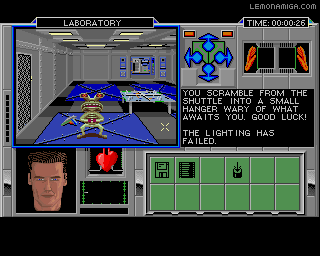 LEMONAMIGA.COM
LABORATORY
TIME: 00:00:26
YOU SCRAMBLE FROM THE
SHUTTLE INTO A SMALL
HANGER WARY OF WHAT
AWAITS YOU. GOOD LUCK!
THE LIGHTING HAS
FAILED.